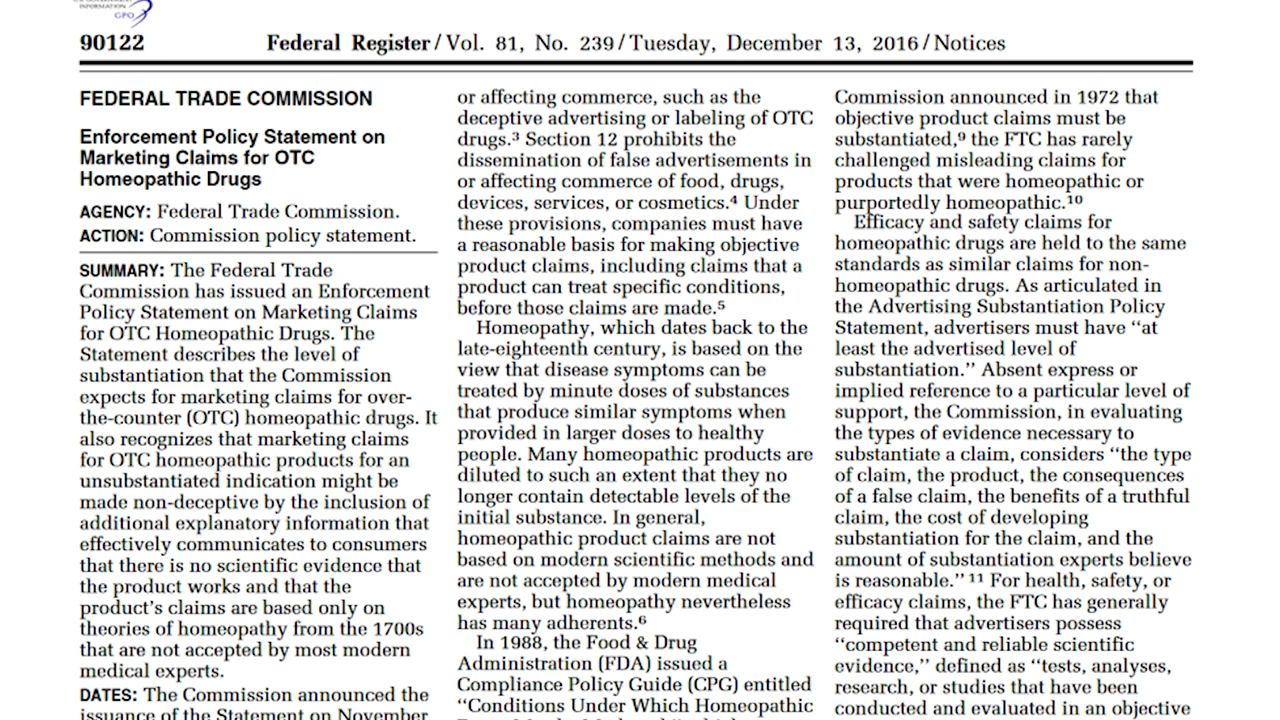 INFORMATION
GPO
90122 Federal Register / Vol. 81, No. 239 / Tuesday, December 13, 2016 / Notices
FEDERAL TRADE COMMISSION
Enforcement Policy Statement on
Marketing Claims for OTC
Homeopathic Drugs
AGENCY: Federal Trade Commission.
ACTION: Commission policy statement.
SUMMARY: The Federal Trade
Commission has issued an Enforcement
Policy Statement on Marketing Claims
for OTC Homeopathic Drugs. The
Statement describes the level of
substantiation that the Commission
expects for marketing claims for over-
the-counter (OTC) homeopathic drugs. It
also recognizes that marketing claims
for OTC homeopathic products for an
unsubstantiated indication might be
made non-deceptive by the inclusion of
additional explanatory information that
effectively communicates to consumers
that there is no scientific evidence that
the product works and that the
product's claims are based only on
theories of homeopathy from the 1700s
that are not accepted by most modern
medical experts.
DATES: The Commission announced the
issuance of the Statement on November
or affecting commerce, such as the
deceptive advertising or labeling of OTC
drugs.³ Section 12 prohibits the
dissemination of false advertisements in
or affecting commerce of food, drugs,
devices, services, or cosmetics.⁴ Under
these provisions, companies must have
a reasonable basis for making objective
product claims, including claims that a
product can treat specific conditions,
before those claims are made.⁵
Homeopathy, which dates back to the
late-eighteenth century, is based on the
view that disease symptoms can be
treated by minute doses of substances
that produce similar symptoms when
provided in larger doses to healthy
people. Many homeopathic products are
diluted to such an extent that they no
longer contain detectable levels of the
initial substance. In general,
homeopathic product claims are not
based on modern scientific methods and
are not accepted by modern medical
experts, but homeopathy nevertheless
has many adherents.⁶
In 1988, the Food & Drug
Administration (FDA) issued a
Compliance Policy Guide (CPG) entitled
‘‘Conditions Under Which Homeopathic
Commission announced in 1972 that
objective product claims must be
substantiated,⁹ the FTC has rarely
challenged misleading claims for
products that were homeopathic or
purportedly homeopathic.¹⁰
Efficacy and safety claims for
homeopathic drugs are held to the same
standards as similar claims for non-
homeopathic drugs. As articulated in
the Advertising Substantiation Policy
Statement, advertisers must have ‘‘at
least the advertised level of
substantiation.’’ Absent express or
implied reference to a particular level of
support, the Commission, in evaluating
the types of evidence necessary to
substantiate a claim, considers ‘‘the type
of claim, the product, the consequences
of a false claim, the benefits of a truthful
claim, the cost of developing
substantiation for the claim, and the
amount of substantiation experts believe
is reasonable.’’ ¹¹ For health, safety, or
efficacy claims, the FTC has generally
required that advertisers possess
‘‘competent and reliable scientific
evidence,’’ defined as ‘‘tests, analyses,
research, or studies that have been
conducted and evaluated in an objective